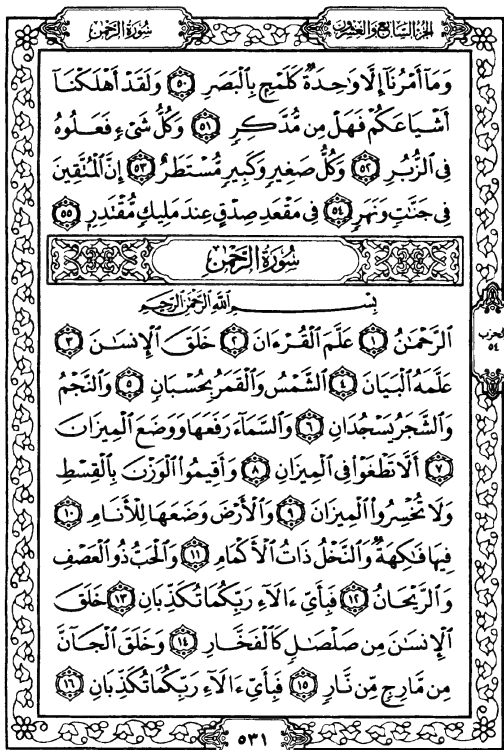 سُورَةُ الرَّحْمٰن
الجزء السابع والعشرون
وَمَآ أَمْرُنَآ إِلَّا وَٰحِدَةٌ كَلَمْحٍۭ بِٱلْبَصَرِ ٥٠ وَلَقَدْ أَهْلَكْنَآ
أَشْيَاعَكُمْ فَهَلْ مِن مُّدَّكِرٍ ٥١ وَكُلُّ شَىْءٍ فَعَلُوهُ
فِى ٱلزُّبُرِ ٥٢ وَكُلُّ صَغِيرٍ وَكَبِيرٍ مُّسْتَطَرٌ ٥٣ إِنَّ ٱلْمُتَّقِينَ
فِى جَنَّٰتٍ وَنَهَرٍ ٥٤ فِى مَقْعَدِ صِدْقٍ عِندَ مَلِيكٍ مُّقْتَدِرٍۭ ٥٥
سُورَةُ الرَّحْمٰن
بِسْمِ ٱللَّهِ ٱلرَّحْمَٰنِ ٱلرَّحِيمِ
ٱلرَّحْمَٰنُ ١ عَلَّمَ ٱلْقُرْءَانَ ٢ خَلَقَ ٱلْإِنسَٰنَ ٣
عَلَّمَهُ ٱلْبَيَانَ ٤ ٱلشَّمْسُ وَٱلْقَمَرُ بِحُسْبَانٍ ٥ وَٱلنَّجْمُ
وَٱلشَّجَرُ يَسْجُدَانِ ٦ وَٱلسَّمَآءَ رَفَعَهَا وَوَضَعَ ٱلْمِيزَانَ
٧ أَلَّا تَطْغَوْا۟ فِى ٱلْمِيزَانِ ٨ وَأَقِيمُوا۟ ٱلْوَزْنَ بِٱلْقِسْطِ
وَلَا تُخْسِرُوا۟ ٱلْمِيزَانَ ٩ وَٱلْأَرْضَ وَضَعَهَا لِلْأَنَامِ ١٠
فِيهَا فَٰكِهَةٌ وَٱلنَّخْلُ ذَاتُ ٱلْأَكْمَامِ ١١ وَٱلْحَبُّ ذُو ٱلْعَصْفِ
وَٱلرَّيْحَانُ ١٢ فَبِأَىِّ ءَالَآءِ رَبِّكُمَا تُكَذِّبَانِ ١٣ خَلَقَ
ٱلْإِنسَٰنَ مِن صَلْصَٰلٍ كَٱلْفَخَّارِ ١٤ وَخَلَقَ ٱلْجَآنَّ
مِن مَّارِجٍ مِّن نَّارٍ ١٥ فَبِأَىِّ ءَالَآءِ رَبِّكُمَا تُكَذِّبَانِ ١٦
الحزب
٥٤
٥٣١